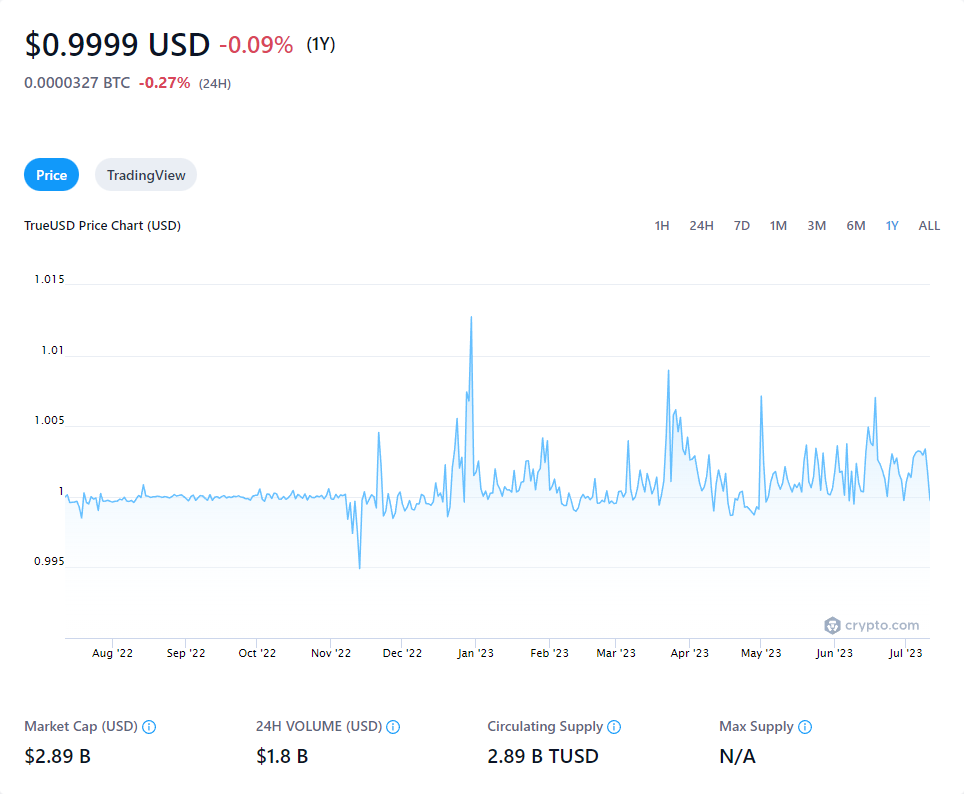 $0.9999 USD -0.09% (1Y)
0.0000327 BTC -0.27% (24H)
Price TradingView
TrueUSD Price Chart (USD) 1H 24H 7D 1M 3M 6M 1Y ALL
1.015
1.01
1.005
1
0.995
crypto.com
Aug '22 Sep '22 Oct '22 Nov '22 Dec '22 Jan '23 Feb '23 Mar '23 Apr '23 May '23 Jun '23 Jul '23
Market Cap (USD) 24H VOLUME (USD) Circulating Supply Max Supply
$2.89 B $1.8 B 2.89 B TUSD N/A